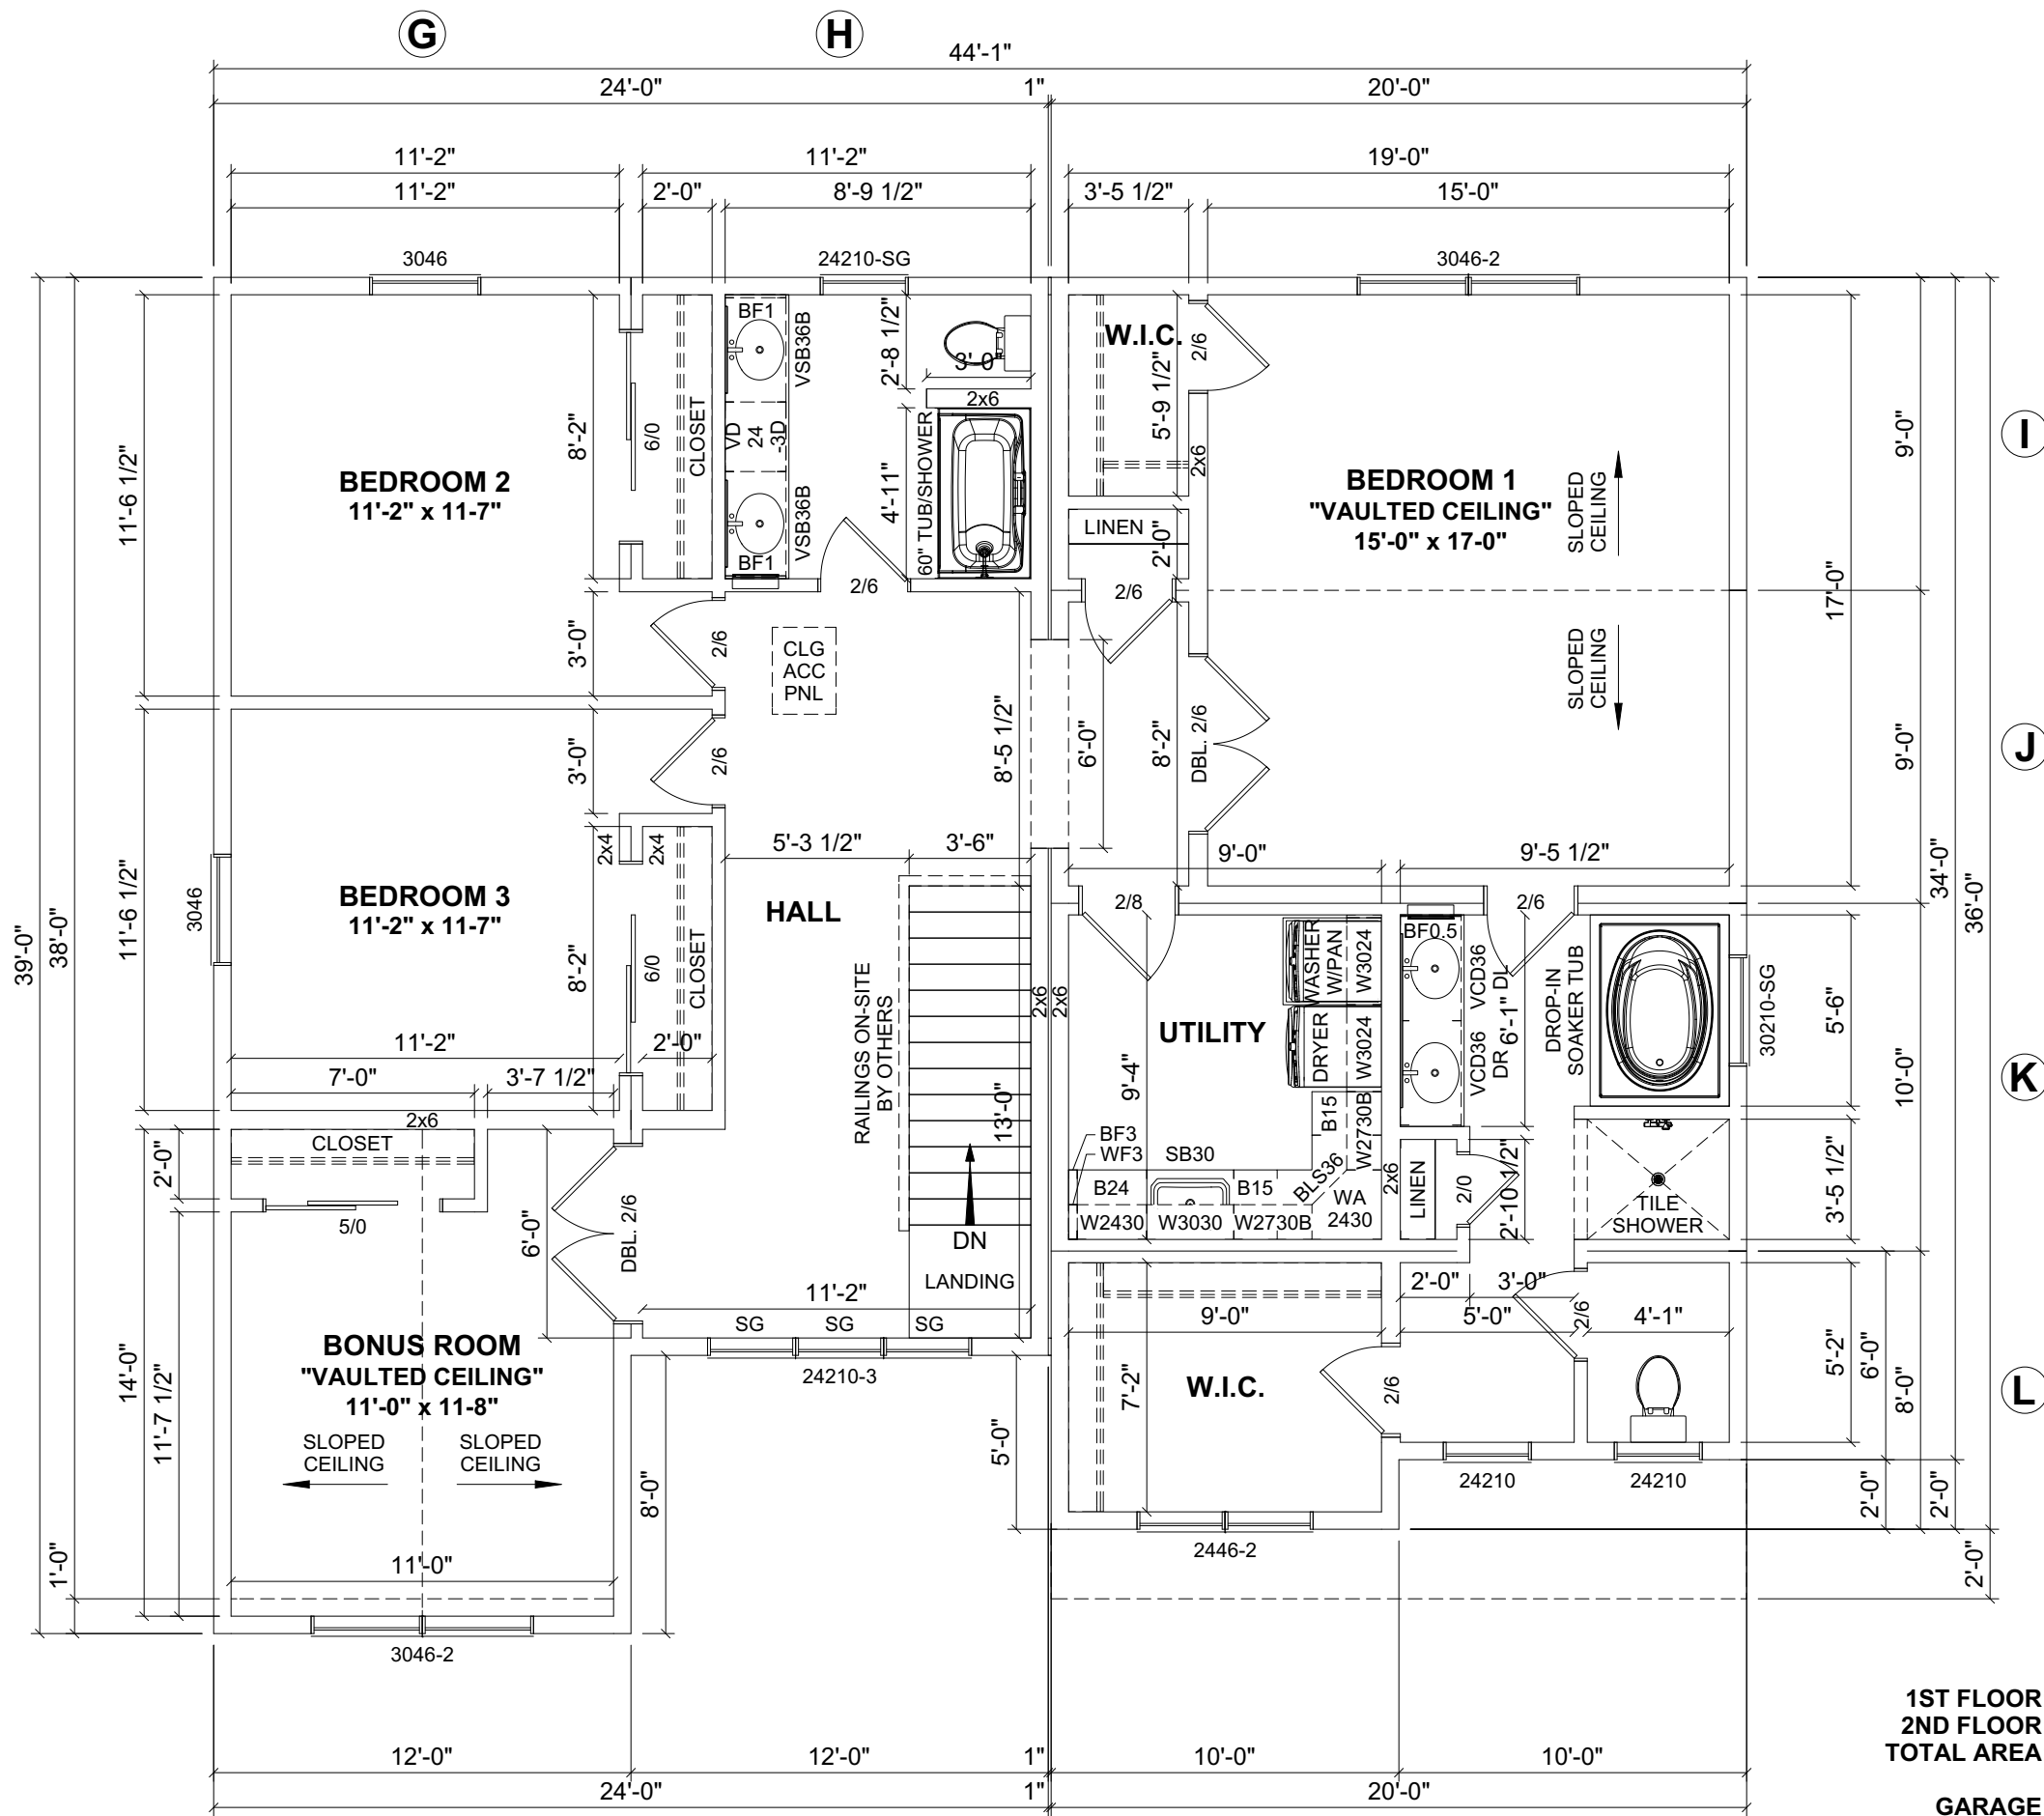 G
H
44'-1"
24'-0"
1"
20'-0"
11'-2"
11'-2"
19'-0"
11'-2"
2'-0"
8'-9 1/2"
3'-5 1/2"
15'-0"
3046
24210-SG
3046-2
BF1
VSB36B
2'-8 1/2"
3'-0"
W.I.C.
2/6
2x6
5'-9 1/2"
9'-0"
I
CLOSET
6/0
8'-2"
VD
24
-3D
60" TUB/SHOWER
4'-11"
2x6
11'-6 1/2"
BEDROOM 2
11'-2" x 11-7"
BEDROOM 1
"VAULTED CEILING"
15'-0" x 17-0"
SLOPED
CEILING
VSB36B
BF1
LINEN
2'-0"
2/6
2/6
17'-0"
3'-0"
2/6
CLG
ACC
PNL
SLOPED
CEILING
8'-5 1/2"
6'-0"
8'-2"
DBL. 2/6
9'-0"
J
3'-0"
2/6
2x4
2x4
5'-3 1/2"
3'-6"
9'-0"
9'-5 1/2"
34'-0"
36'-0"
39'-0"
38'-0"
11'-6 1/2"
3046
BEDROOM 3
11'-2" x 11-7"
HALL
2/8
2/6
8'-2"
6/0
CLOSET
RAILINGS ON-SITE
BY OTHERS
2x6
2x6
UTILITY
WASHER
W/PAN
W3024
BF0.5
VCD36
DL
6'-1"
DROP-IN
SOAKER TUB
30210-SG
5'-6"
DRYER
W3024
VCD36
DR
9'-4"
10'-0"
K
11'-2"
2'-0"
7'-0"
3'-7 1/2"
13'-0"
B15
W2730B
2x6
CLOSET
2'-0"
5/0
BF3
WF3
SB30
B24
B15
BLS36
WA
2430
2x6
LINEN
2/0
2'-10 1/2"
3'-5 1/2"
TILE
SHOWER
W2430
W3030
W2730B
6'-0"
DBL. 2/6
DN
LANDING
11'-2"
SG
SG
SG
24210-3
2'-0"
3'-0"
9'-0"
5'-0"
2/6
4'-1"
5'-2"
6'-0"
8'-0"
14'-0"
11'-7 1/2"
BONUS ROOM
"VAULTED CEILING"
11'-0" x 11-8"
SLOPED
CEILING
SLOPED
CEILING
7'-2"
W.I.C.
2/6
L
5'-0"
8'-0"
24210
24210
2'-0"
2'-0"
2446-2
1'-0"
11'-0"
2'-0"
3046-2
1ST FLOOR
2ND FLOOR
TOTAL AREA
GARAGE
12'-0"
12'-0"
1"
10'-0"
10'-0"
24'-0"
1"
20'-0"